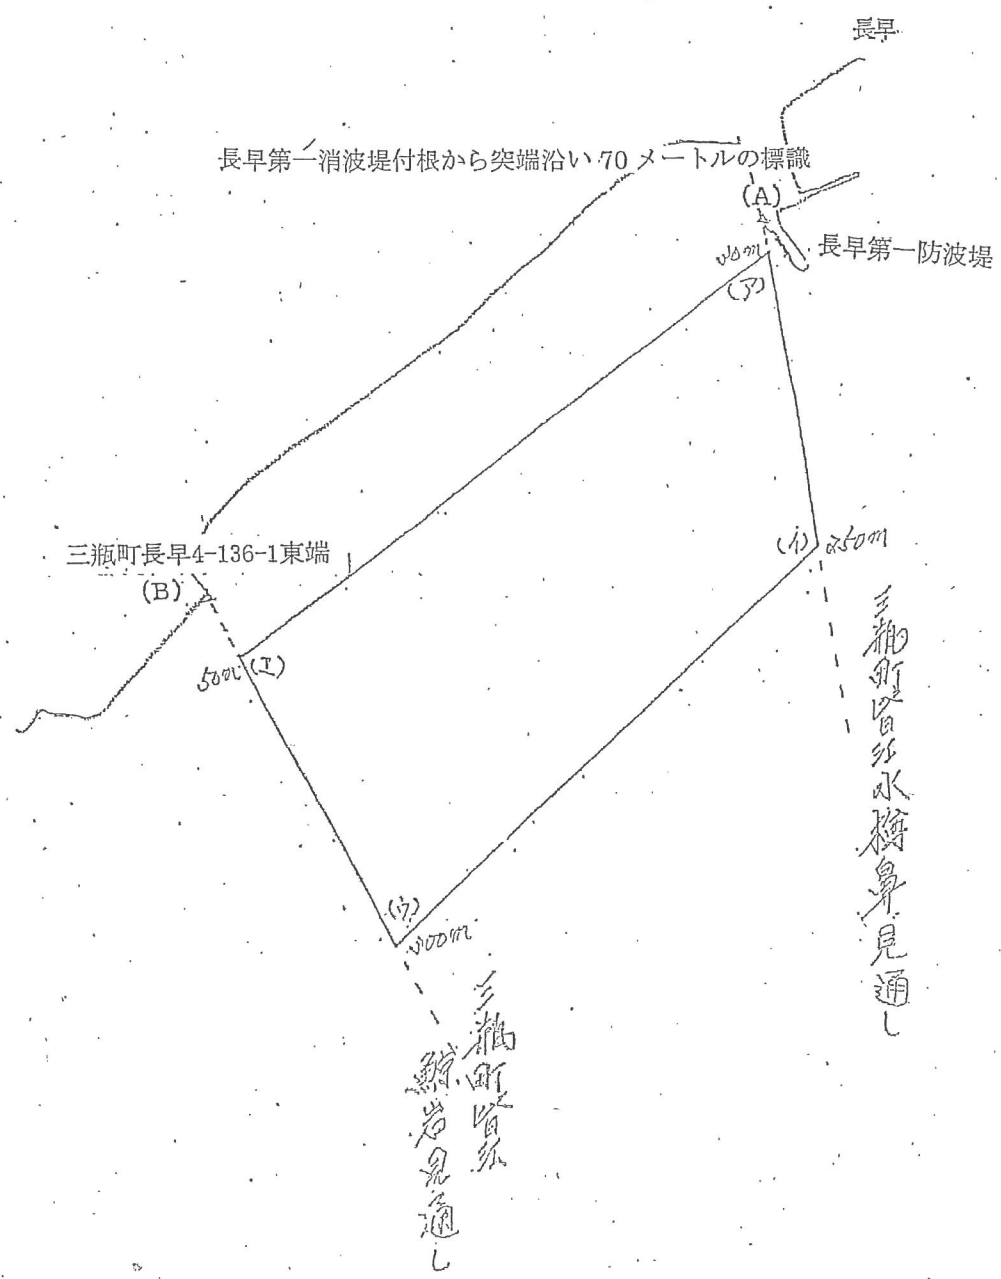 長早
長早第一消波堤付根から突端沿い70メートルの標識
(A)
長早第一防波堤
(ア)
三瓶町長早4-136-1東端
(B)
(イ) 250m
50m (エ)
三瓶町皆江水樋鼻見通し
(ウ)
三瓶町皆江
鯨岩見通し